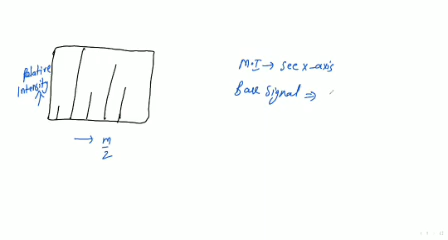 Relative
Intensity ↑
→ m/z
M.I → see x-axis
Base Signal ⇒